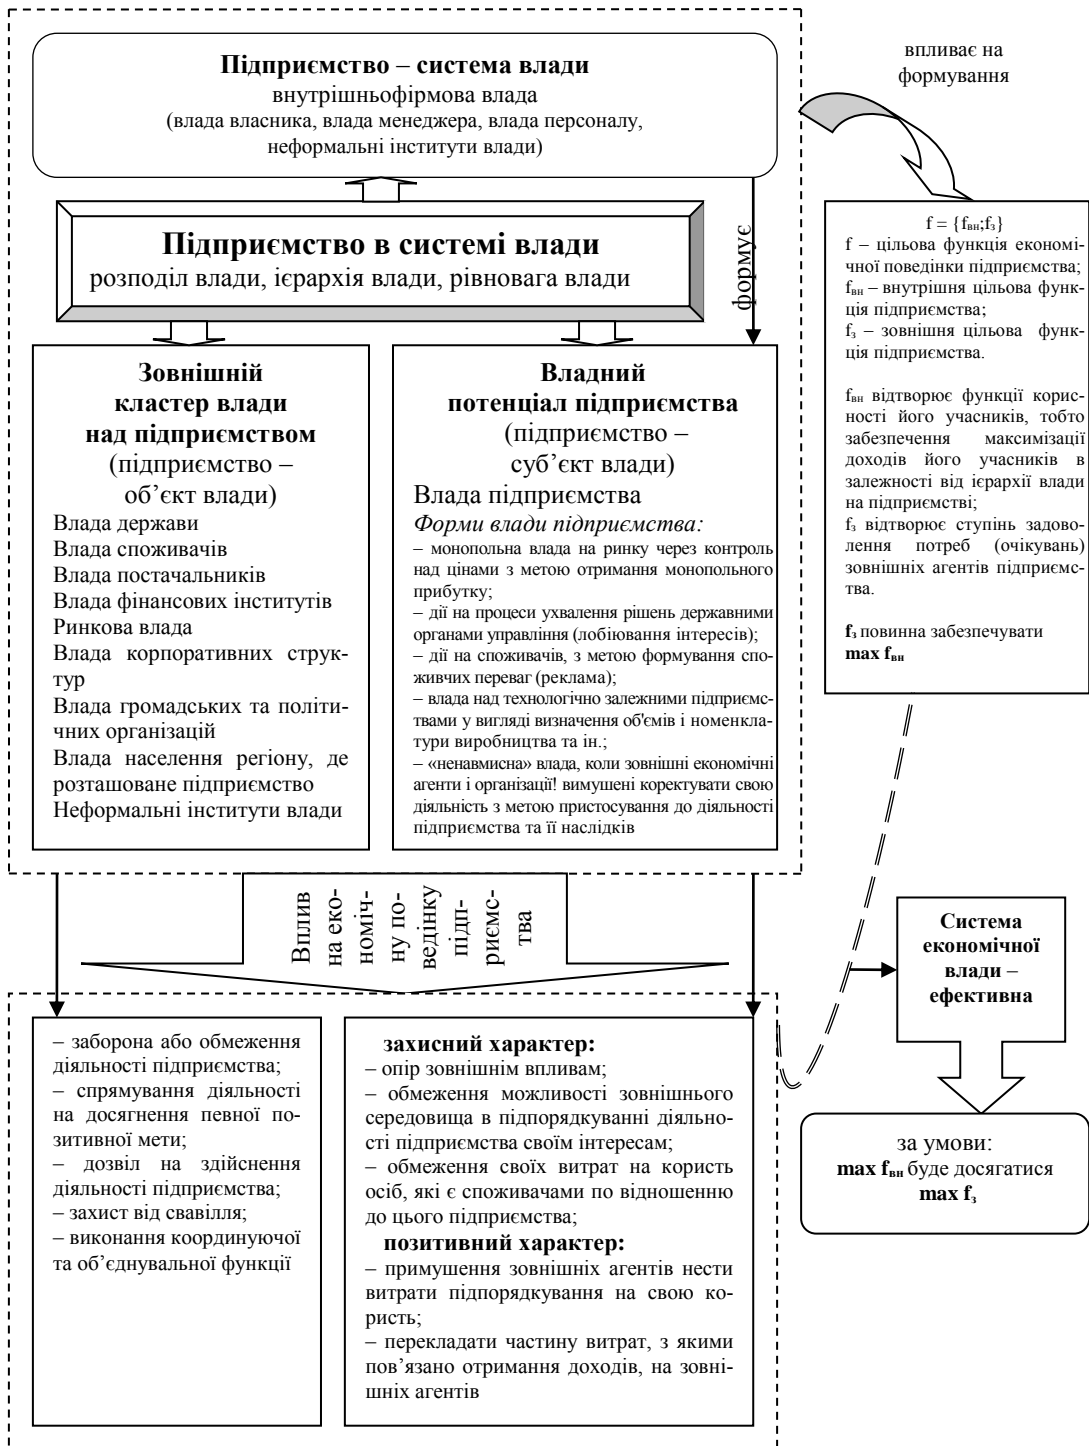 Підприємство – система влади
внутрішньофірмова влада
(влада власника, влада менеджера, влада персоналу,
неформальні інститути влади)
впливає на
формування
Підприємство в системі влади
розподіл влади, ієрархія влади, рівновага влади
формує
f = {fвн;fз}
f – цільова функція економі-
чної поведінки підприємства;
fвн – внутрішня цільова функ-
ція підприємства;
fз – зовнішня цільова функ-
ція підприємства.
fвн відтворює функції корис-
ності його учасників, тобто
забезпечення максимізації
доходів його учасників в
залежності від ієрархії влади
на підприємстві;
fз відтворює ступінь задово-
лення потреб (очікувань)
зовнішніх агентів підприємс-
тва.
fз повинна забезпечувати
max fвн
Зовнішній
кластер влади
над підприємством
(підприємство –
об’єкт влади)
Влада держави
Влада споживачів
Влада постачальників
Влада фінансових інститутів
Ринкова влада
Влада корпоративних струк-
тур
Влада громадських та políти-
чних організацій
Влада населення регіону, де
розташоване підприємство
Неформальні інститути влади
Владний
потенціал підприємства
(підприємство –
суб’єкт влади)
Влада підприємства
Форми влади підприємства:
– монопольна влада на ринку через контроль
над цінами з метою отримання монопольного
прибутку;
– дії на процеси ухвалення рішень державними
органами управління (лобіювання інтересів);
– дії на споживачів, з метою формування спо-
живчих переваг (реклама);
– влада над технологічно залежними підприємс-
твами у вигляді визначення об'ємів і номенкла-
тури виробництва та ін.;
– «ненавмисна» влада, коли зовнішні економічні
агенти і організації! вимушені коректувати свою
діяльність з метою пристосування до діяльності
підприємства та її наслідків
Вплив
на еко-
номіч-
ну по-
ведінку
підп-
риємс-
тва
Система
економічної
влади –
ефективна
– заборона або обмеження
діяльності підприємства;
– спрямування діяльності
на досягнення певної по-
зитивної мети;
– дозвіл на здійснення
діяльності підприємства;
– захист від свавілля;
– виконання координуючої
та об’єднувальної функції
захисний характер:
– опір зовнішнім впливам;
– обмеження можливості зовнішнього
середовища в підпорядкуванні діяльно-
сті підприємства своїм інтересам;
– обмеження своїх витрат на користь
осіб, які є споживачами по відношенню
до цього підприємства;
позитивний характер:
– примушення зовнішніх агентів нести
витрати підпорядкування на свою ко-
ристь;
– перекладати частину витрат, з якими
пов’язано отримання доходів, на зовні-
шніх агентів
за умови:
max fвн буде досягатися
max fз